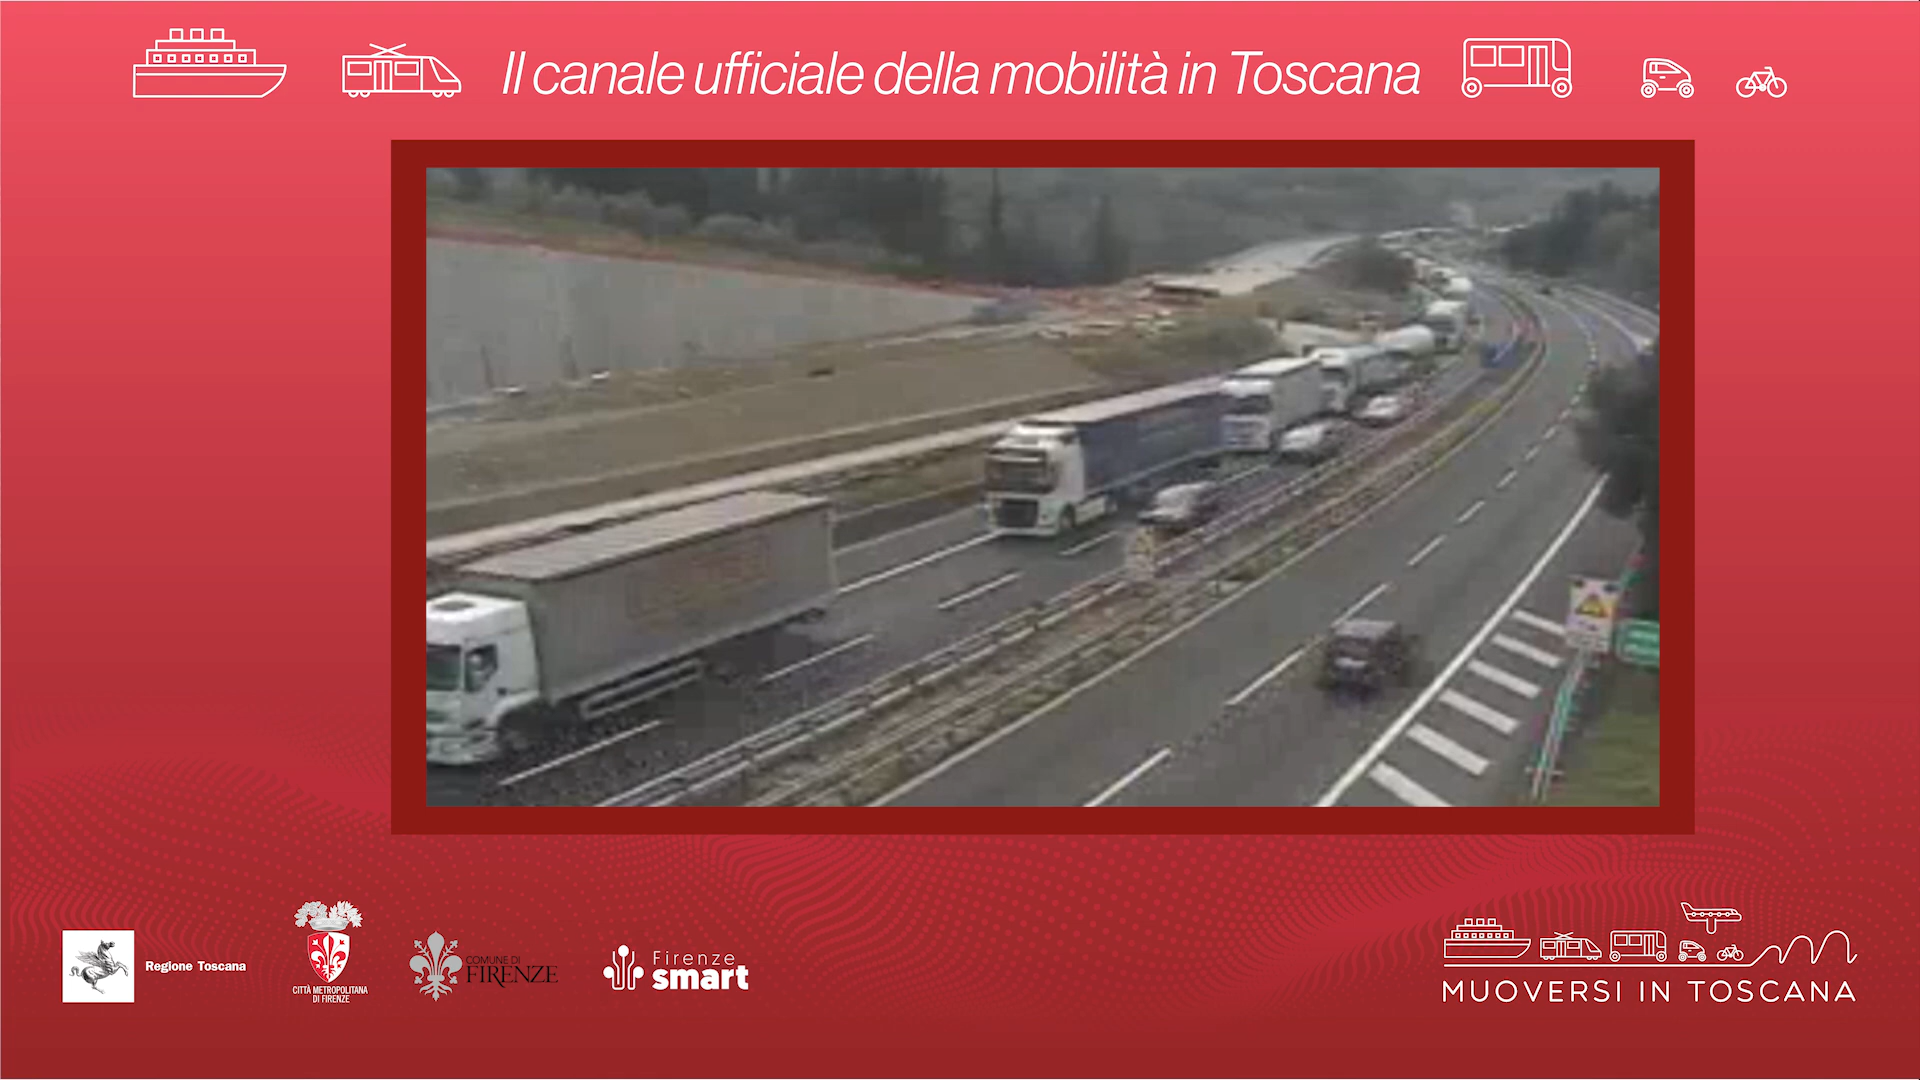 Il canale ufficiale della mobilità in Toscana
Regione Toscana
CITTÀ METROPOLITANA
DI FIRENZE
COMUNE DI
FIRENZE
Firenze
smart
MUOVERSI IN TOSCANA